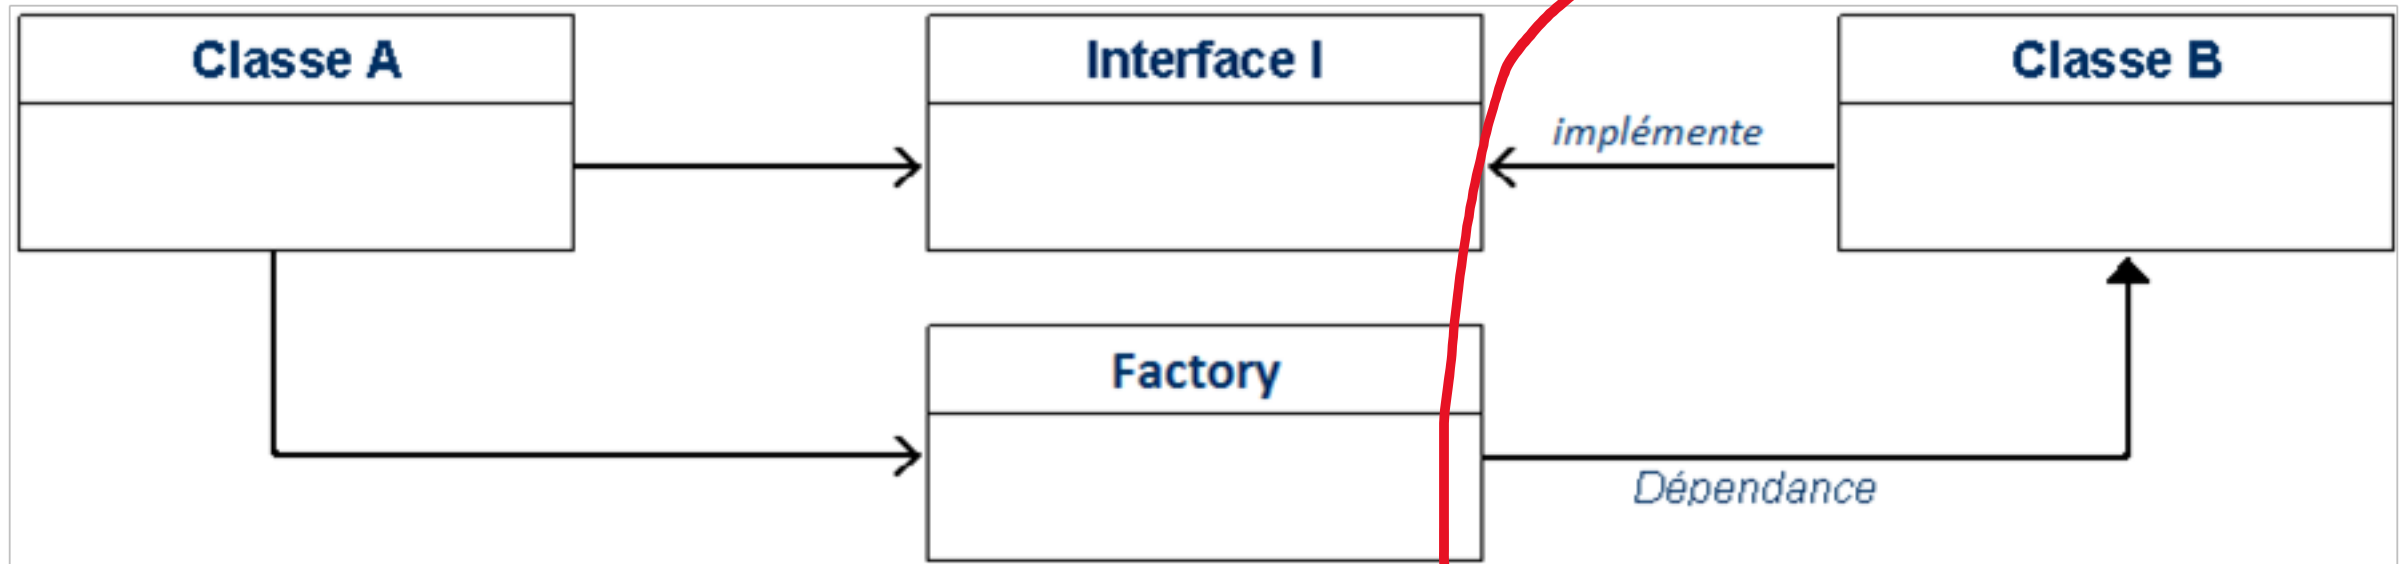 Classe A
Interface I
Classe B
implémente
Factory
Dépendance